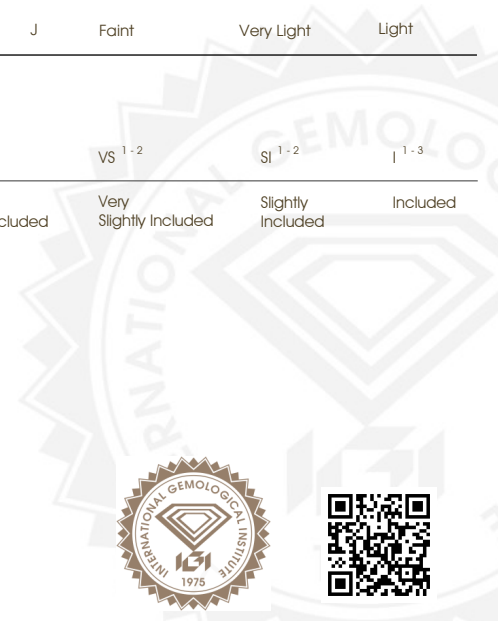 J Faint Very Light Light
VS 1 - 2 SI 1 - 2 I 1 - 3
Very Slightly Included
cluded Slightly Included Included
INTERNATIONAL GEMOLOGICAL INSTITUTE
IGI
1975